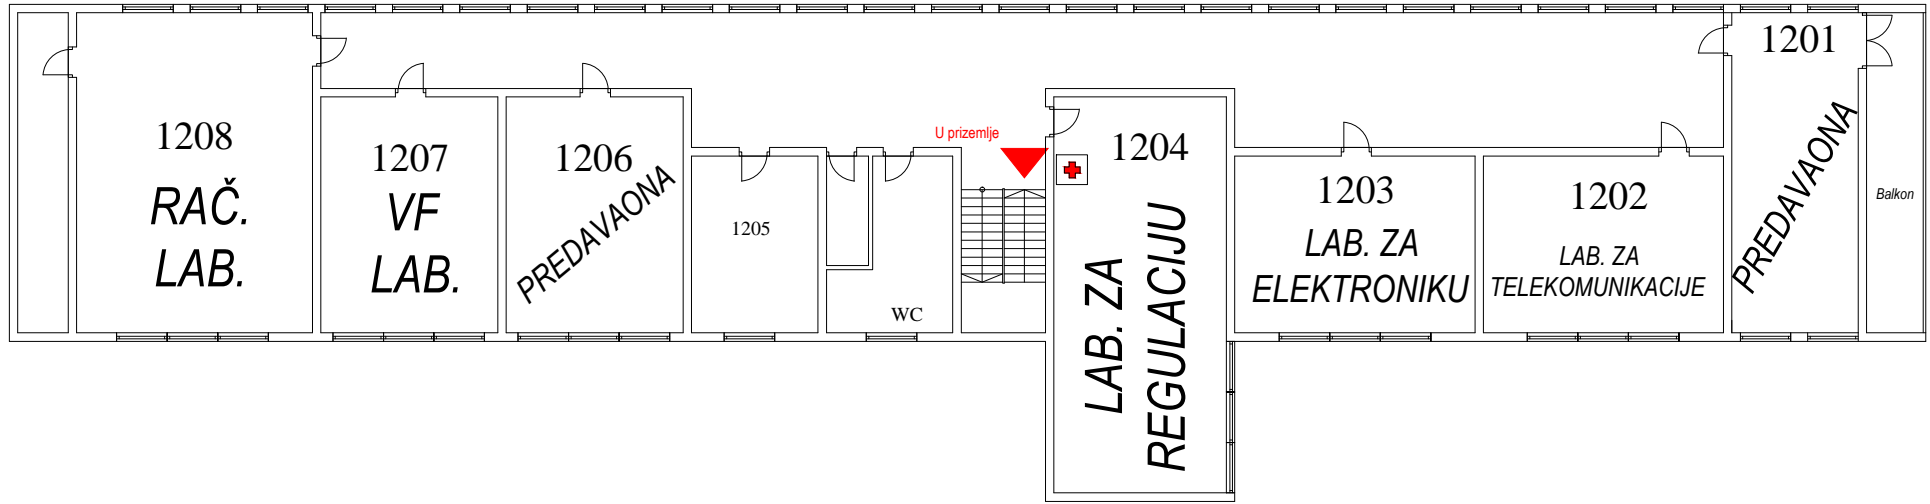 1208
RAČ.
LAB.
1207
VF
LAB.
1206
PREDAVAONA
1205
WC
U prizemlje
1204
LAB. ZA
REGULACIJU
1203
LAB. ZA
ELEKTRONIKU
1202
LAB. ZA
TELEKOMUNIKACIJE
1201
PREDAVAONA
Balkon